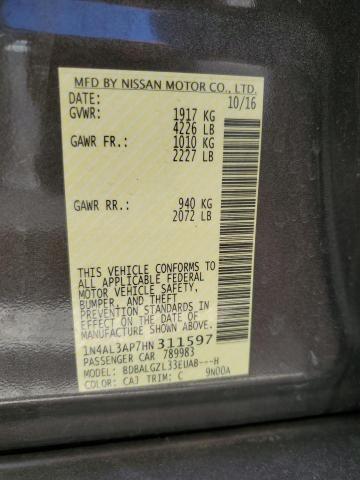 MFD BY NISSAN MOTOR CO., LTD.
DATE: 10/16
GVWR: 1917 KG
4226 LB
GAWR FR.: 1010 KG
2227 LB
GAWR RR.: 940 KG
2072 LB
THIS VEHICLE CONFORMS TO
ALL APPLICABLE FEDERAL
MOTOR VEHICLE SAFETY,
BUMPER, AND THEFT
PREVENTION STANDARDS
IN EFFECT ON THE DATE OF
MANUFACTURE SHOWN ABOVE.
1N4AL3AP7HN311597
PASSENGER CAR 789983
MODEL: BDBALGZL33EUA8---H
COLOR: CAJ TRIM: C 9N00A